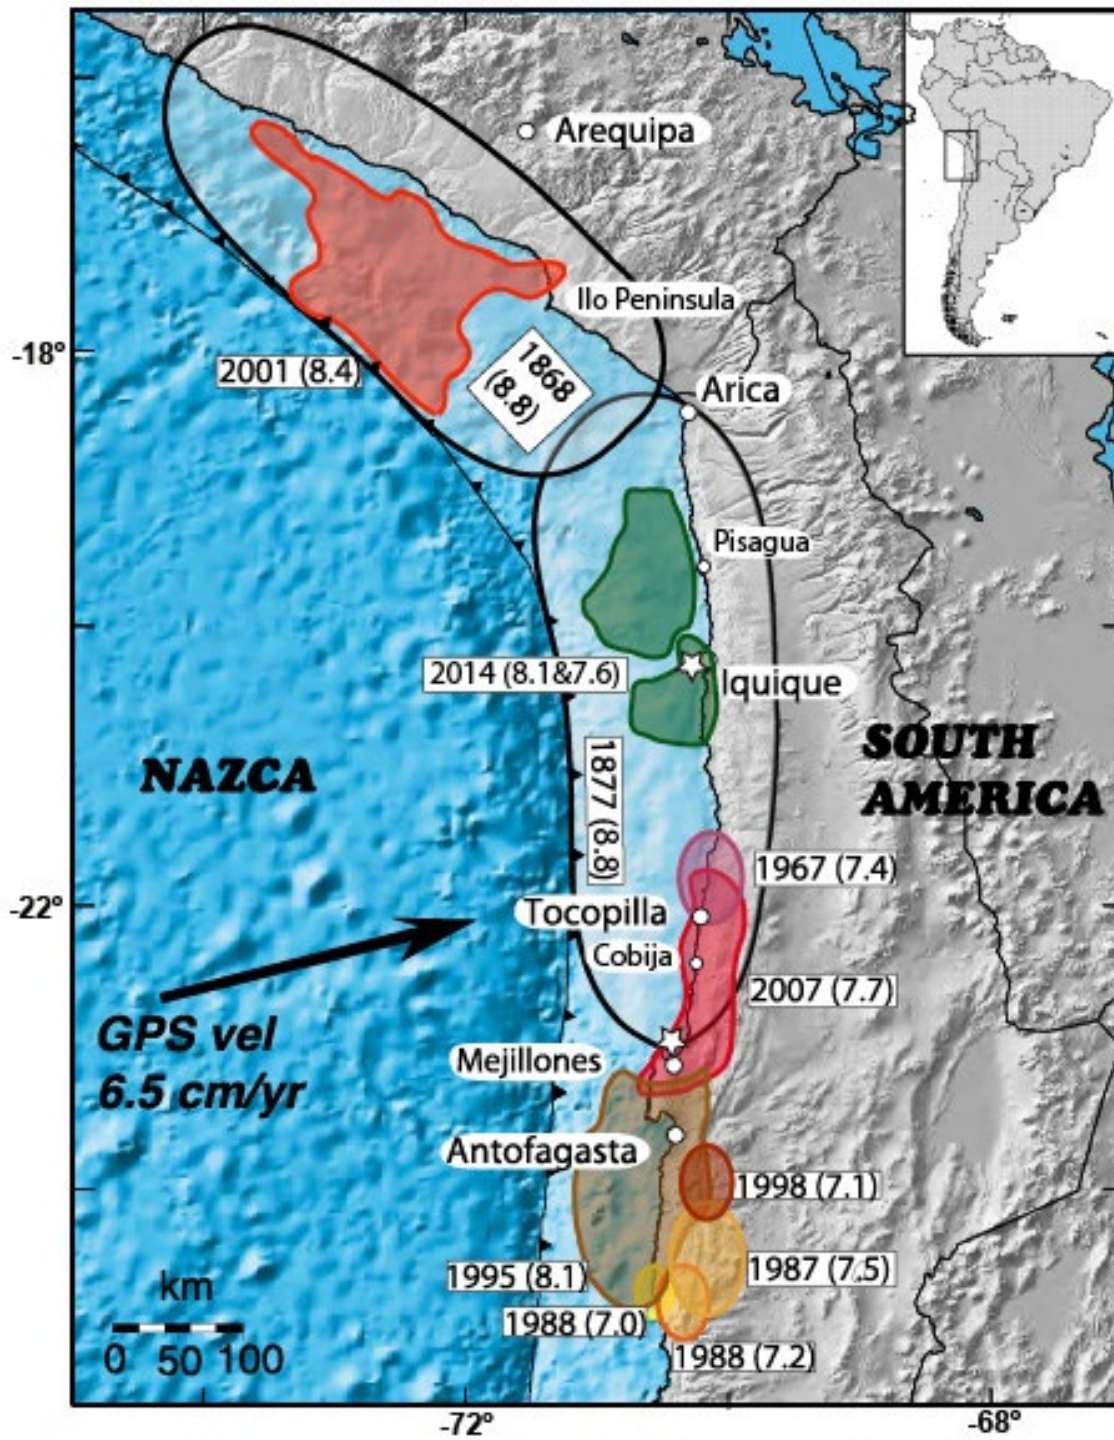 Arequipa
Ilo Peninsula
-18°
2001 (8.4)
1868
(8.8)
Arica
Pisagua
2014 (8.1&7.6)
Iquique
NAZCA
SOUTH
AMERICA
1877 (8.8)
1967 (7.4)
-22°
Tocopilla
Cobija
2007 (7.7)
GPS vel
6.5 cm/yr
Mejillones
Antofagasta
1998 (7.1)
1995 (8.1)
1987 (7.5)
km
1988 (7.0)
0 50 100
1988 (7.2)
-72°
-68°